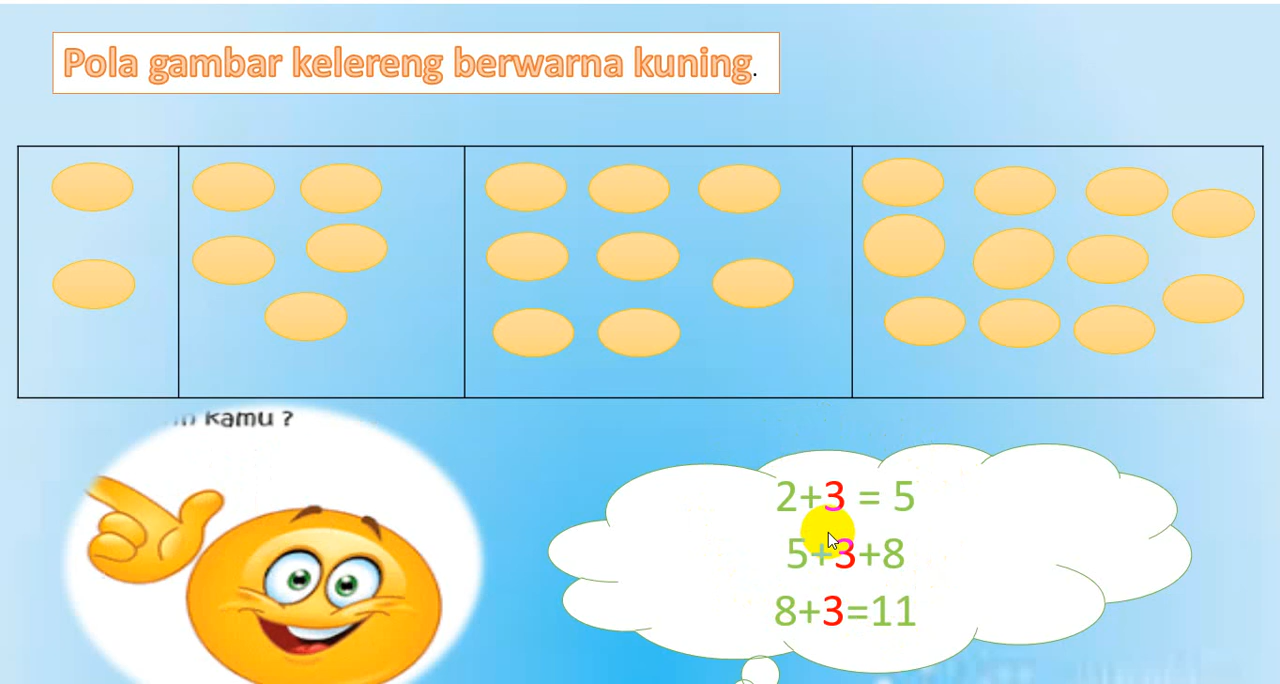 Pola gambar kelereng berwarna kuning.
kamu ?
2+3 = 5
5+3+8
8+3=11